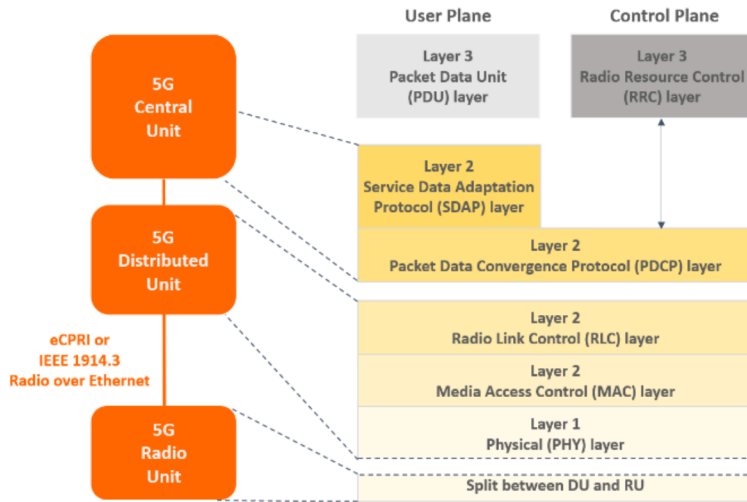 User Plane
Control Plane
5G
Central
Unit
Layer 3
Packet Data Unit
(PDU) layer
Layer 3
Radio Resource Control
(RRC) layer
Layer 2
Service Data Adaptation
Protocol (SDAP) layer
5G
Distributed
Unit
Layer 2
Packet Data Convergence Protocol (PDCP) layer
eCPRI or
IEEE 1914.3
Radio over Ethernet
Layer 2
Radio Link Control (RLC) layer
Layer 2
Media Access Control (MAC) layer
5G
Radio
Unit
Layer 1
Physical (PHY) layer
Split between DU and RU